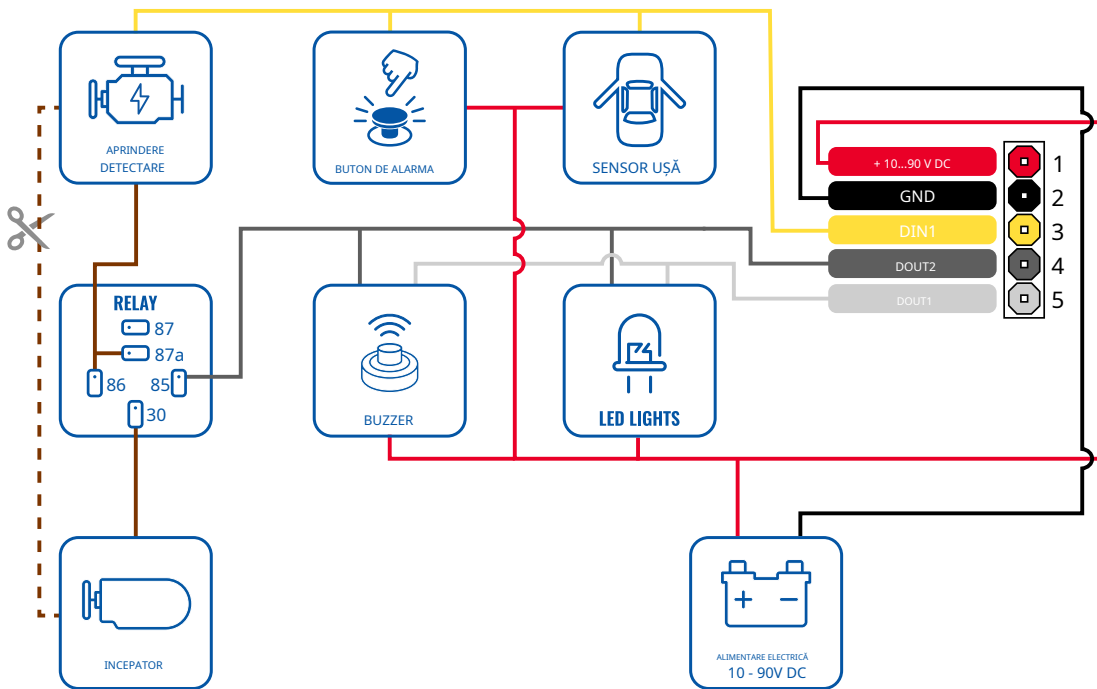 APRINDERE
DETECTARE
BUTON DE ALARMA
SENSOR UȘĂ
+ 10...90 V DC
1
GND
2
DIN1
3
DOUT2
4
DOUT1
5
RELAY
87
87a
86
85
30
BUZZER
LED LIGHTS
INCEPATOR
ALIMENTARE ELECTRICĂ
10 - 90V DC